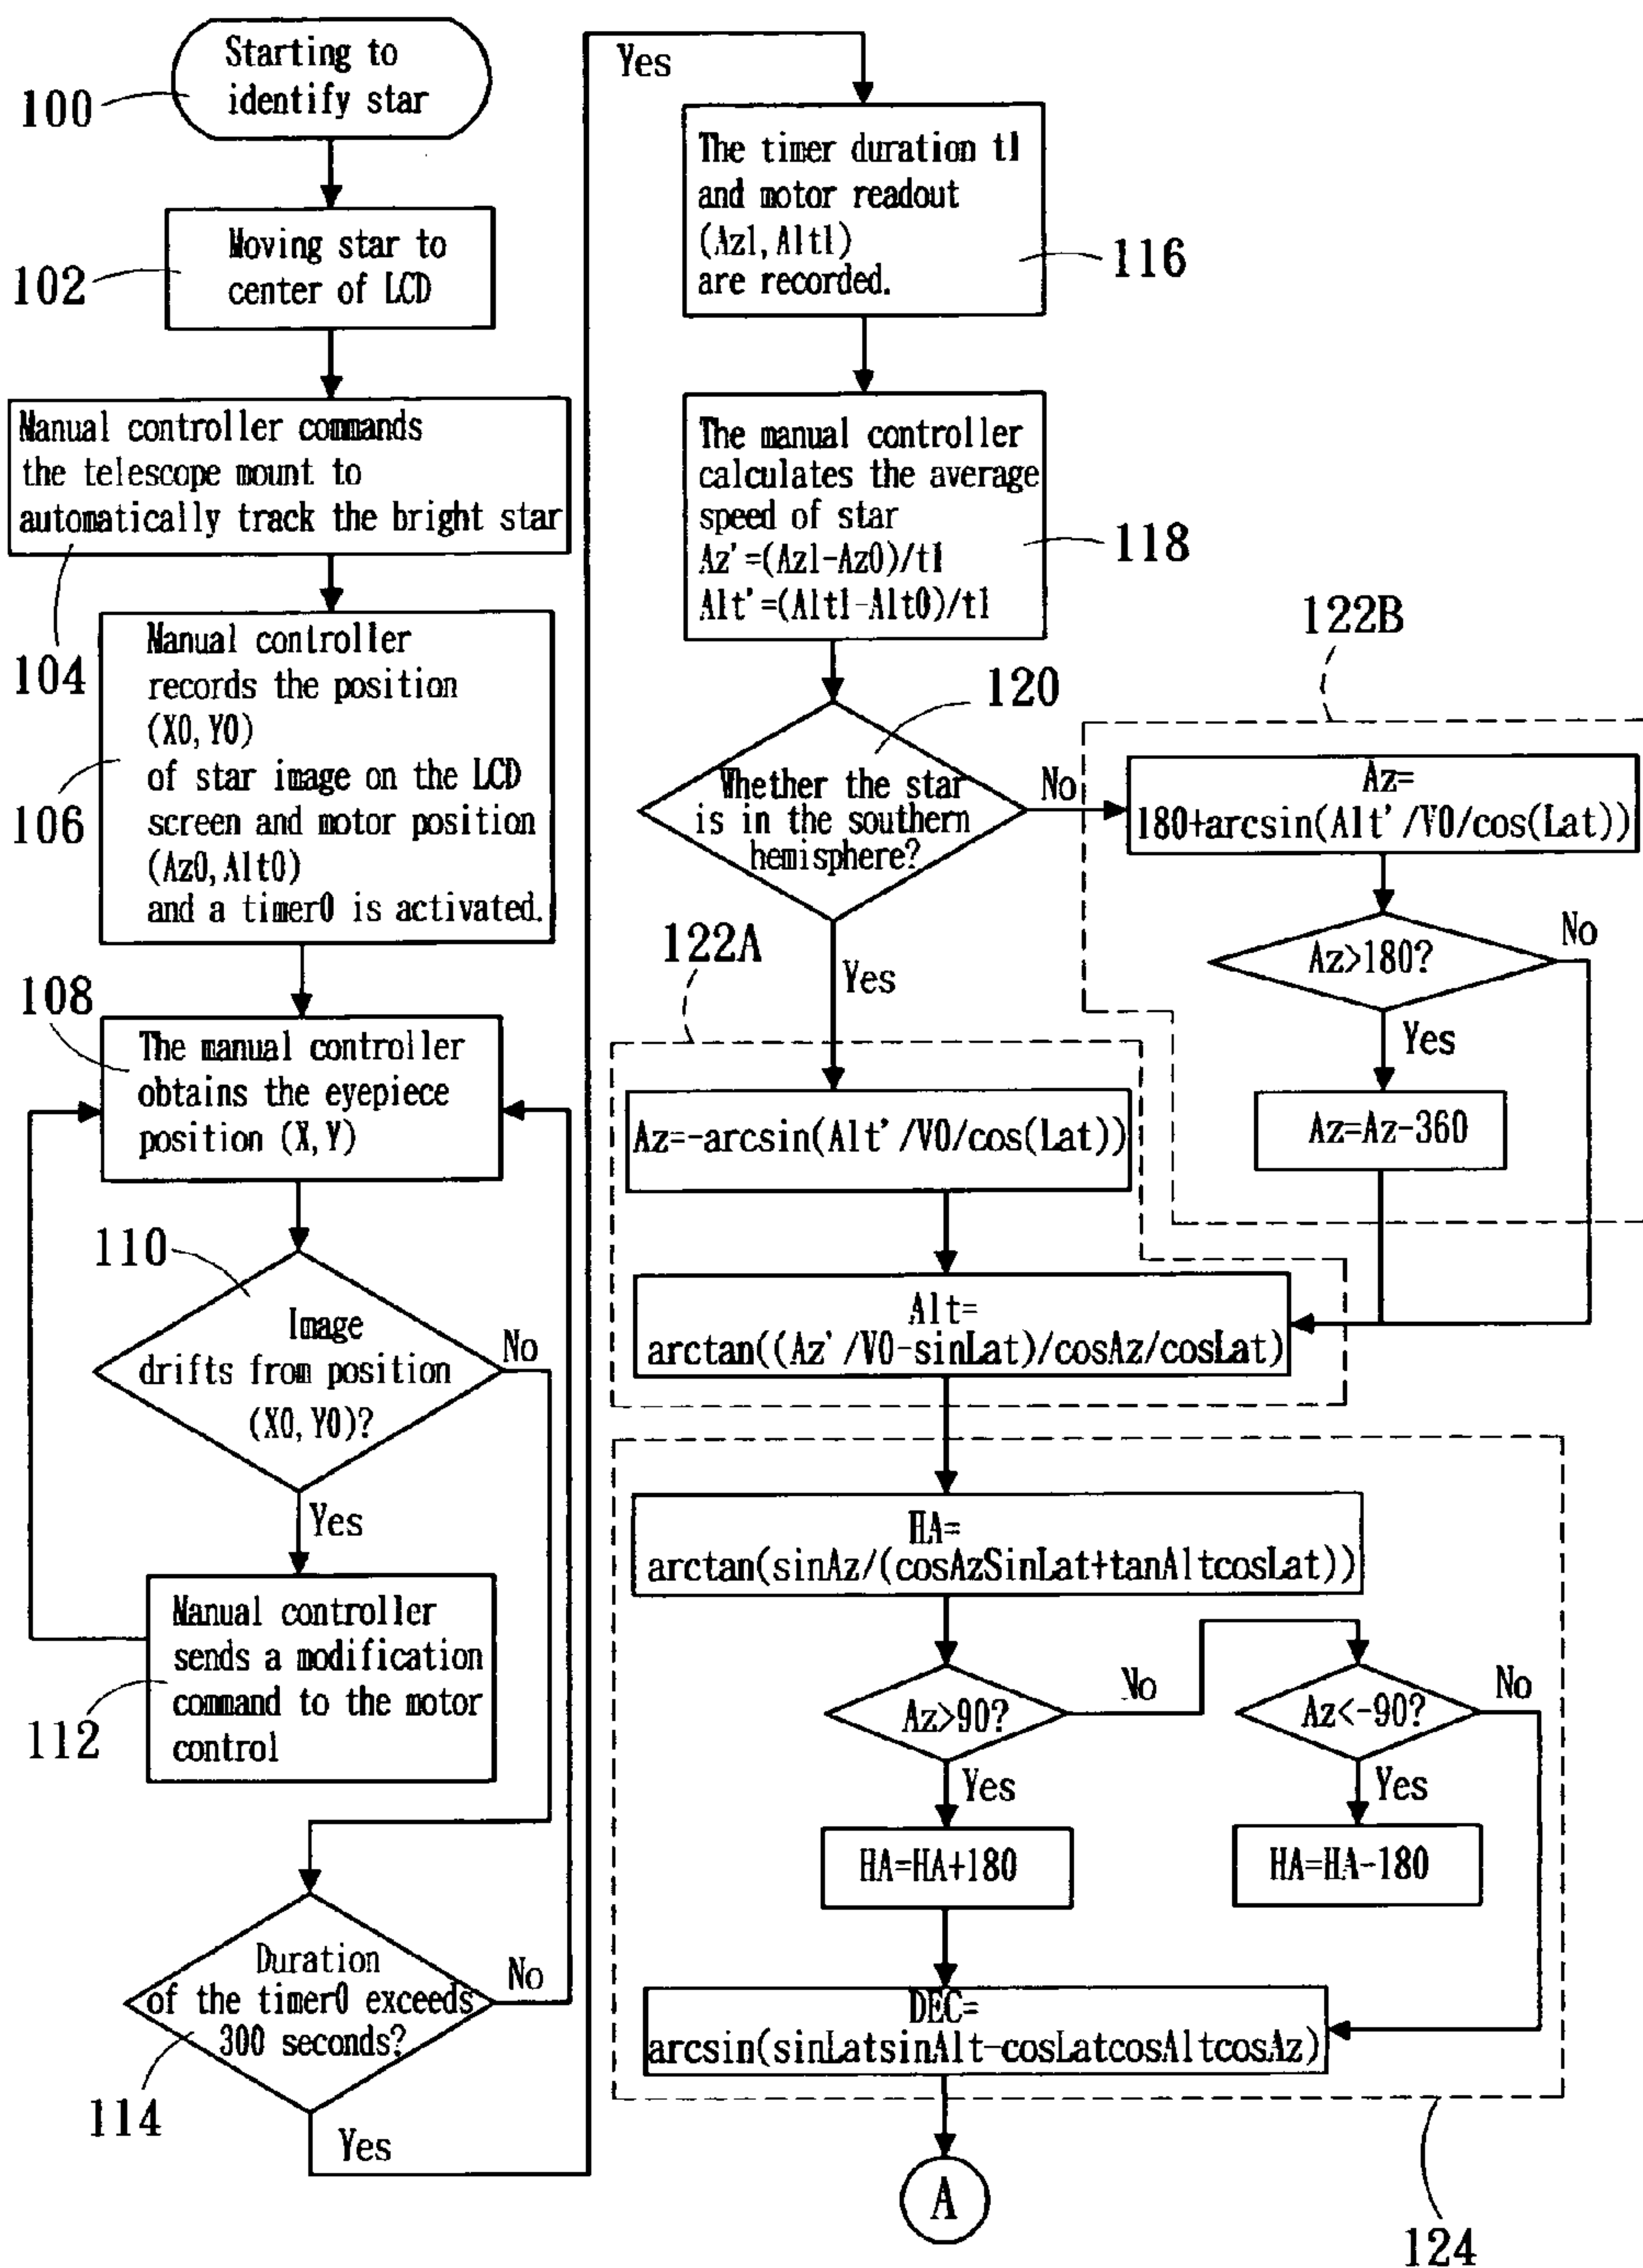 Starting to
identify star
100
Moving star to
center of LCD
102
Manual controller commands
the telescope mount to
automatically track the bright star
104
Manual controller
records the position
(X0, Y0)
of star image on the LCD
screen and motor position
(Az0, Alt0)
and a timer0 is activated.
106
108
The manual controller
obtains the eyepiece
position (X, Y)
110
Image
drifts from position
(X0, Y0)?
No
Yes
Manual controller
sends a modification
command to the motor
control
112
Duration
of the timer0 exceeds
300 seconds?
No
114
Yes
Yes
The timer duration t1
and motor readout
(Az1, Alt1)
are recorded.
116
The manual controller
calculates the average
speed of star
Az'=(Az1-Az0)/t1
Alt'=(Alt1-Alt0)/t1
118
120
Whether the star
is in the southern
hemisphere?
No
Yes
122B
Az=
180+arcsin(Alt'/V0/cos(Lat))
Az>180?
No
Yes
Az=Az-360
122A
Az=-arcsin(Alt'/V0/cos(Lat))
Alt=
arctan((Az'/V0-sinLat)/cosAz/cosLat)
HA=
arctan(sinAz/(cosAzSinLat+tanAltcosLat))
Az>90?
No
Yes
Az<-90?
No
Yes
HA=HA+180
HA=HA-180
DEC=
arcsin(sinLatsinAlt-cosLatcosAltcosAz)
124
A